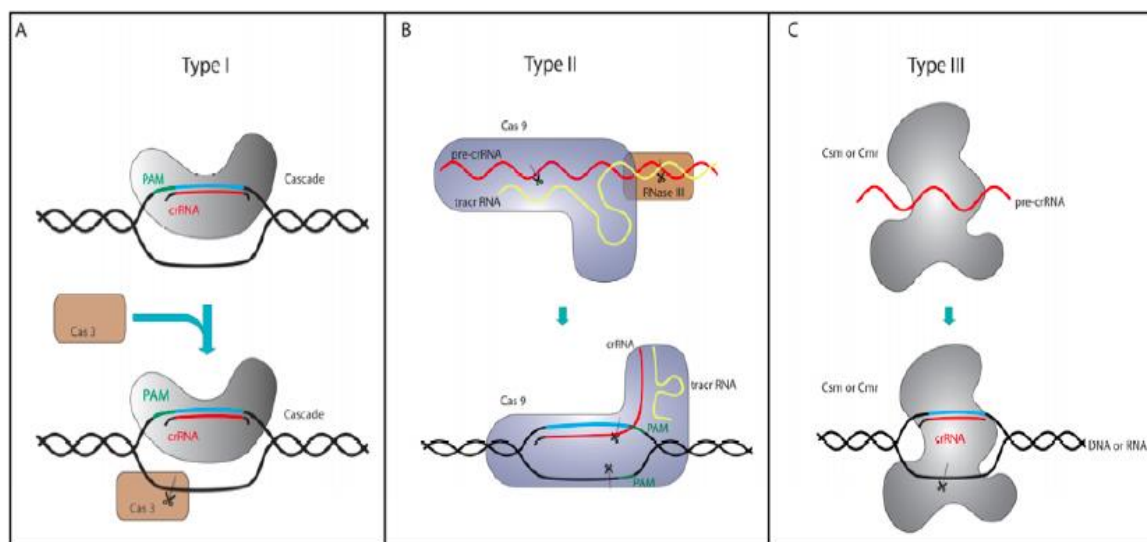 A
Type I
PAM
crRNA
Cascade
Cas 3
PAM
crRNA
Cascade
Cas 3
B
Type II
Cas 9
pre-crRNA
tracr RNA
RNase III
crRNA
tracr RNA
Cas 9
PAM
PAM
C
Type III
Csm or Cmr
pre-crRNA
Csm or Cmr
crRNA
DNA or RNA